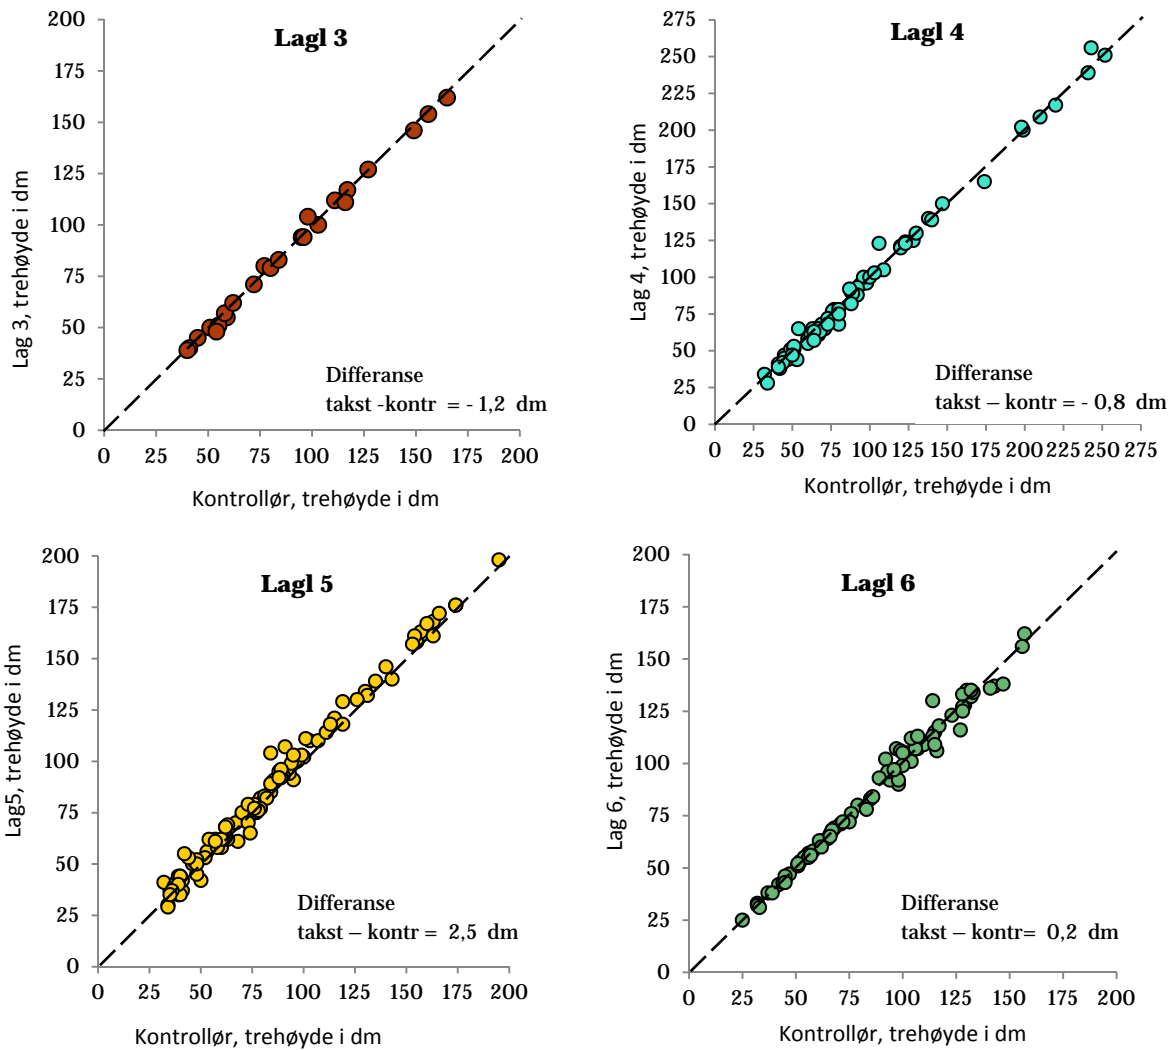 Lagl 3
200
175
150
125
100
75
50
25
0
Lag 3, trehøyde i dm
Differanse
takst -kontr = - 1,2 dm
0 25 50 75 100 125 150 175 200
Kontrollør, trehøyde i dm
Lagl 4
275
250
225
200
175
150
125
100
75
50
25
0
Lag 4, trehøyde i dm
Differanse
takst – kontr = - 0,8 dm
0 25 50 75 100 125 150 175 200 225 250 275
Kontrollør, trehøyde i dm
Lagl 5
200
175
150
125
100
75
50
25
0
Lag5, trehøyde i dm
Differanse
takst – kontr = 2,5 dm
0 25 50 75 100 125 150 175 200
Kontrollør, trehøyde i dm
Lagl 6
200
175
150
125
100
75
50
25
0
Lag 6, trehøyde i dm
Differanse
takst – kontr= 0,2 dm
0 25 50 75 100 125 150 175 200
Kontrollør, trehøyde i dm